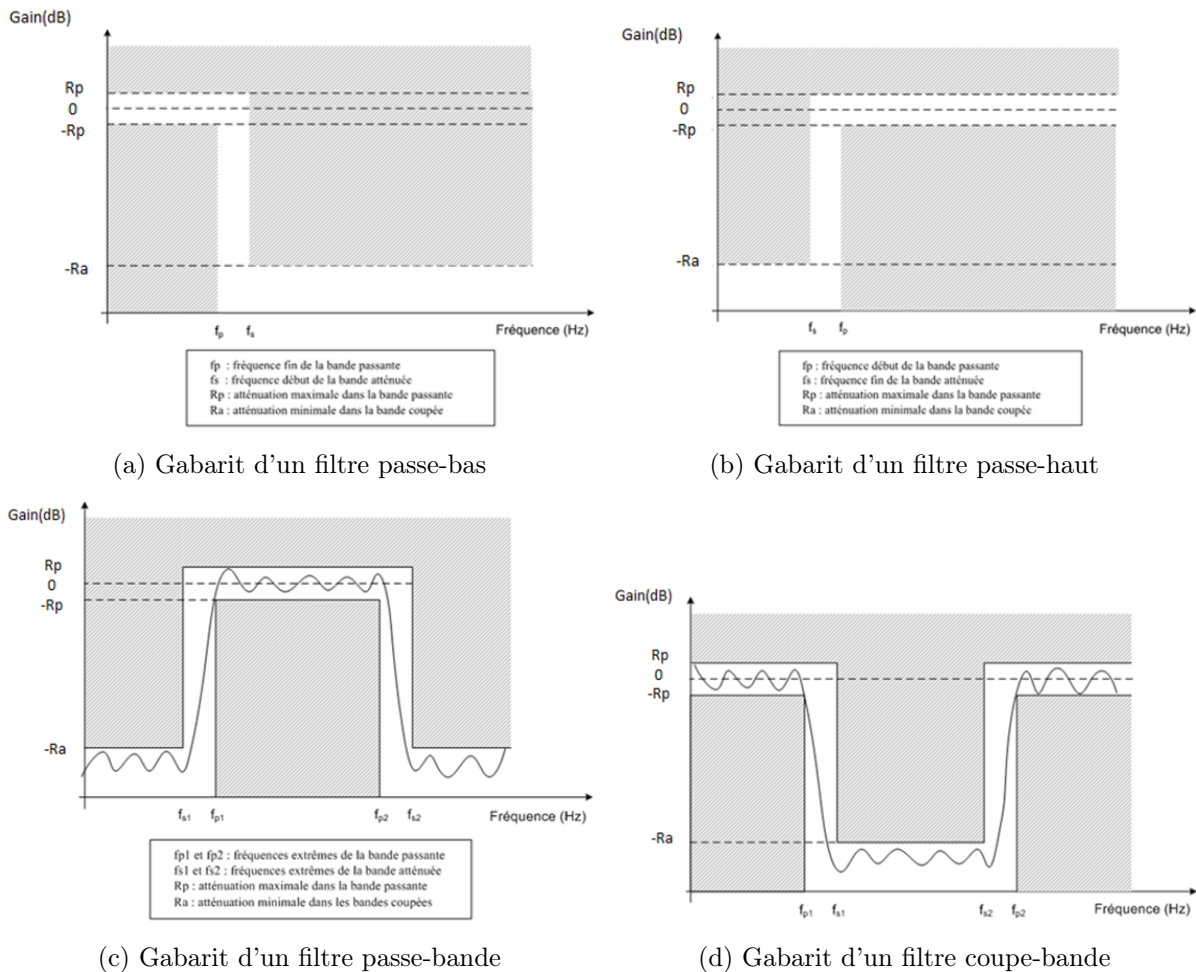 Gain(dB)
Rp
0
-Rp
-Ra
fp fs Fréquence (Hz)
fp : fréquence fin de la bande passante
fs : fréquence début de la bande atténuée
Rp : atténuation maximale dans la bande passante
Ra : atténuation minimale dans la bande coupée
(a) Gabarit d'un filtre passe-bas
Gain(dB)
Rp
0
-Rp
-Ra
fs fp Fréquence (Hz)
fp : fréquence début de la bande passante
fs : fréquence fin de la bande atténuée
Rp : atténuation maximale dans la bande passante
Ra : atténuation minimale dans la bande coupée
(b) Gabarit d'un filtre passe-haut
Gain(dB)
Rp
0
-Rp
-Ra
fs1 fp1 fp2 fs2 Fréquence (Hz)
fp1 et fp2 : fréquences extrêmes de la bande passante
fs1 et fs2 : fréquences extrêmes de la bande atténuée
Rp : atténuation maximale dans la bande passante
Ra : atténuation minimale dans les bandes coupées
(c) Gabarit d'un filtre passe-bande
Gain(dB)
Rp
0
-Rp
-Ra
fp1 fs1 fs2 fp2 Fréquence (Hz)
(d) Gabarit d'un filtre coupe-bande